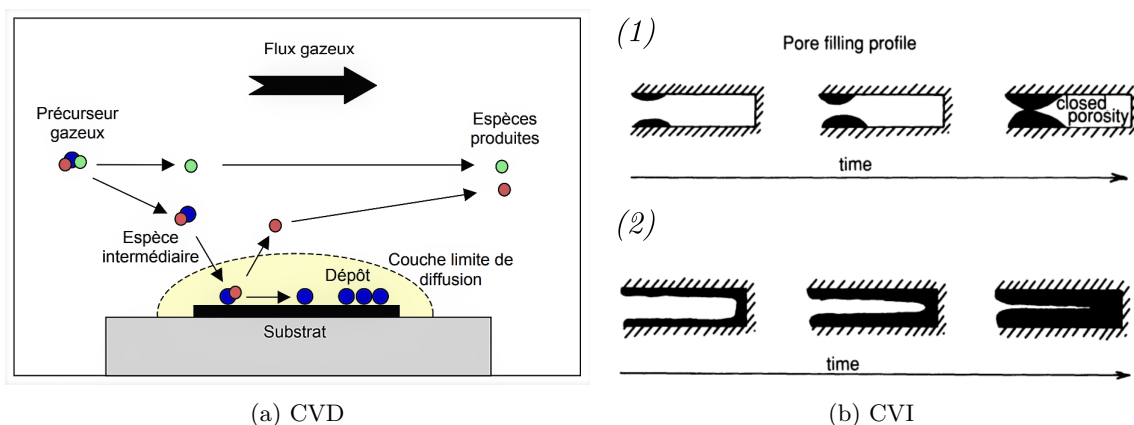 Flux gazeux
Précurseur
gazeux
Espèces
produites
Espèce
intermédiaire
Couche limite de
diffusion
Dépôt
Substrat
(a) CVD
(1)
Pore filling profile
closed
porosity
time
(2)
time
(b) CVI